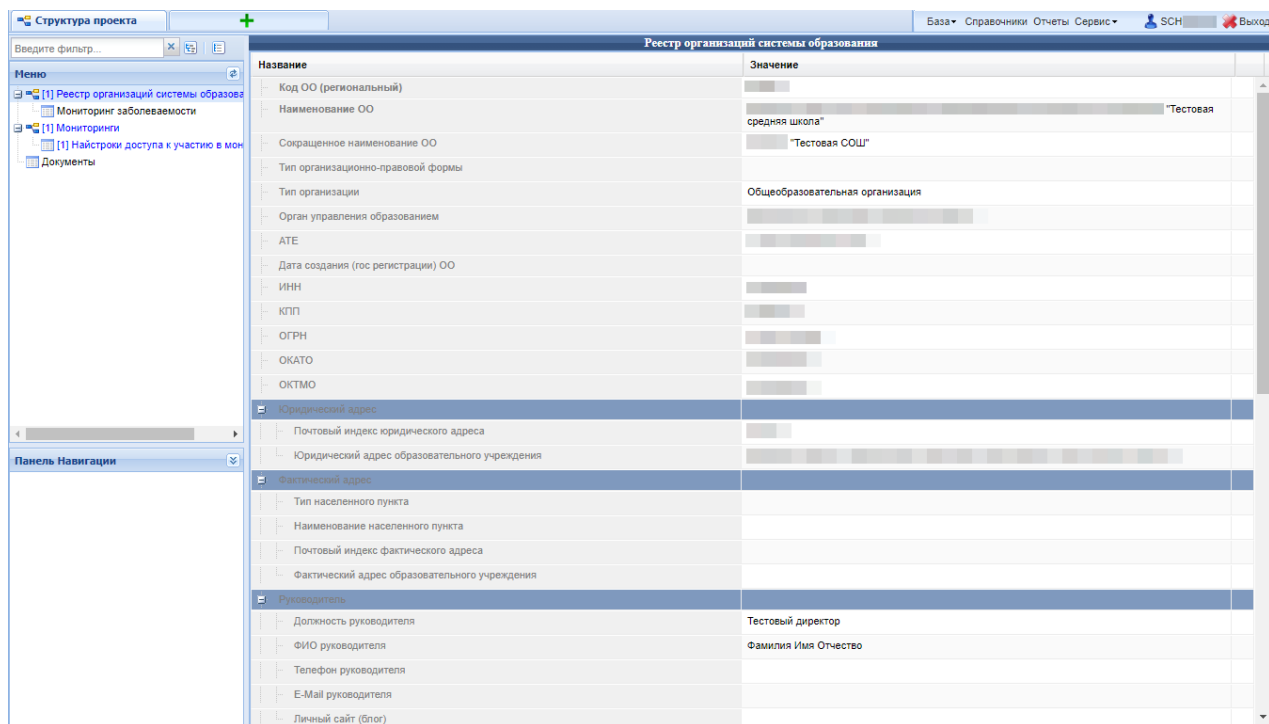 Структура проекта
База Справочники Отчеты Сервис SCH Выход
Введите фильтр...
Реестр организаций системы образования
Меню
[1] Реестр организаций системы образова
Мониторинг заболеваемости
[1] Мониторинги
[1] Найстроки доступа к участию в мон
Документы
Панель Навигации
Название Значение
Код ОО (региональный)
Наименование ОО "Тестовая
средняя школа"
Сокращенное наименование ОО "Тестовая СОШ"
Тип организационно-правовой формы
Тип организации Общеобразовательная организация
Орган управления образованием
АТЕ
Дата создания (гос регистрации) ОО
ИНН
КПП
ОГРН
ОКАТО
ОКТМО
Юридический адрес
Почтовый индекс юридического адреса
Юридический адрес образовательного учреждения
Фактический адрес
Тип населенного пункта
Наименование населенного пункта
Почтовый индекс фактического адреса
Фактический адрес образовательного учреждения
Руководитель
Должность руководителя Тестовый директор
ФИО руководителя Фамилия Имя Отчество
Телефон руководителя
E-Mail руководителя
Личный сайт (блог)